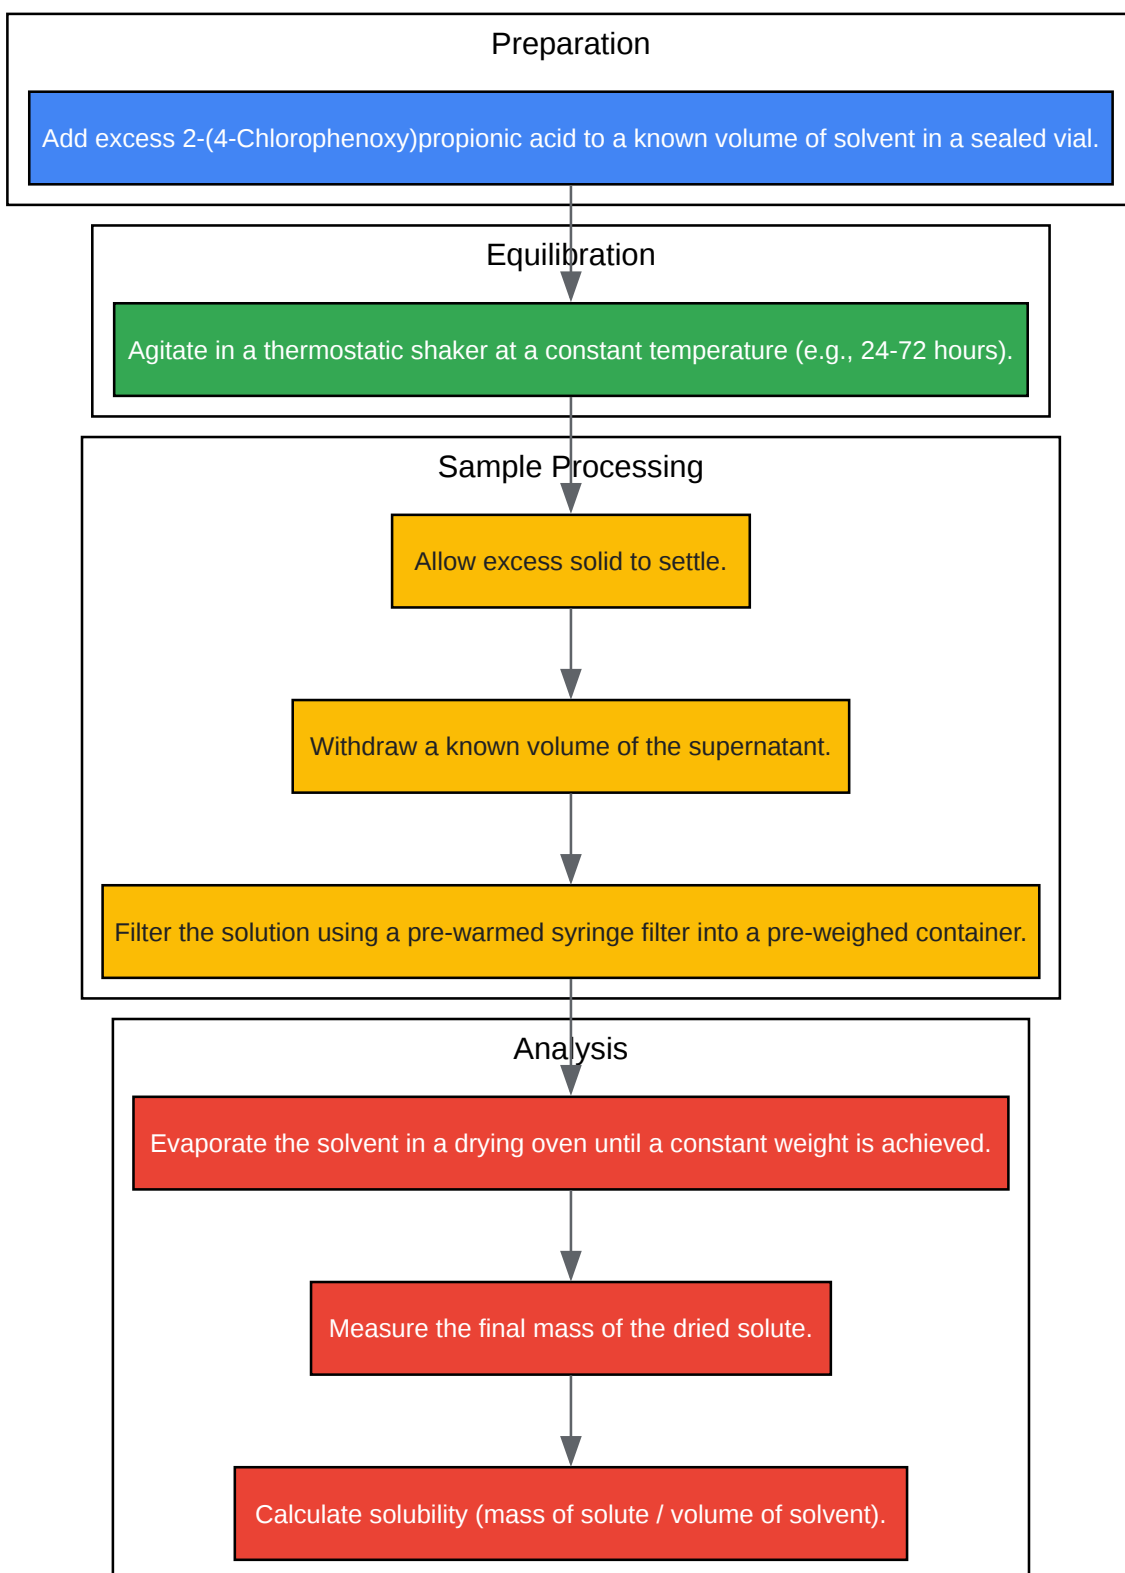 Preparation
Add excess 2-(4-Chlorophenoxy)propionic acid to a known volume of solvent in a sealed vial.
Equilibration
Agitate in a thermostatic shaker at a constant temperature (e.g., 24-72 hours).
Sample Processing
Allow excess solid to settle.
Withdraw a known volume of the supernatant.
Filter the solution using a pre-warmed syringe filter into a pre-weighed container.
Analysis
Evaporate the solvent in a drying oven until a constant weight is achieved.
Measure the final mass of the dried solute.
Calculate solubility (mass of solute / volume of solvent).